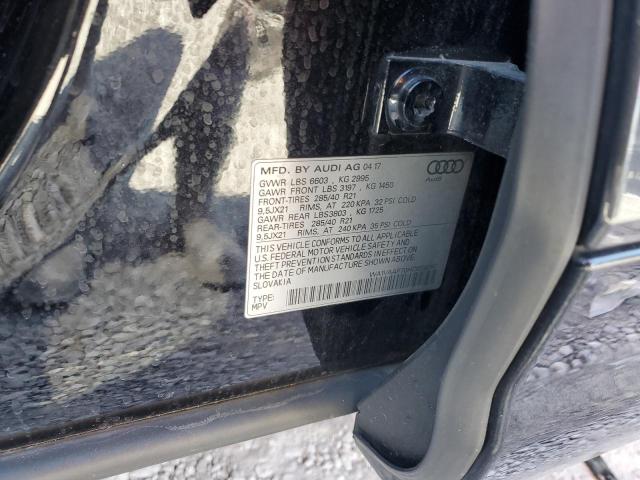 MFD. BY AUDI AG 04 17
GVWR LBS 6603 , KG 2995
GAWR FRONT LBS 3197 , KG 1450
FRONT-TIRES 285/40 R21
9,5JX21 RIMS, AT 220 KPA 32 PSI COLD
GAWR REAR LBS3803 , KG 1725
REAR-TIRES 285/40 R21
9,5JX21 RIMS, AT 240 KPA 35 PSI COLD
THIS VEHICLE CONFORMS TO ALL APPLICABLE
U.S. FEDERAL MOTOR VEHICLE SAFETY AND
THEFT PREVENTION STANDARDS IN EFFECT ON
THE DATE OF MANUFACTURE SHOWN ABOVE.
SLOVAKIA
TYPE:
MPV
Audi